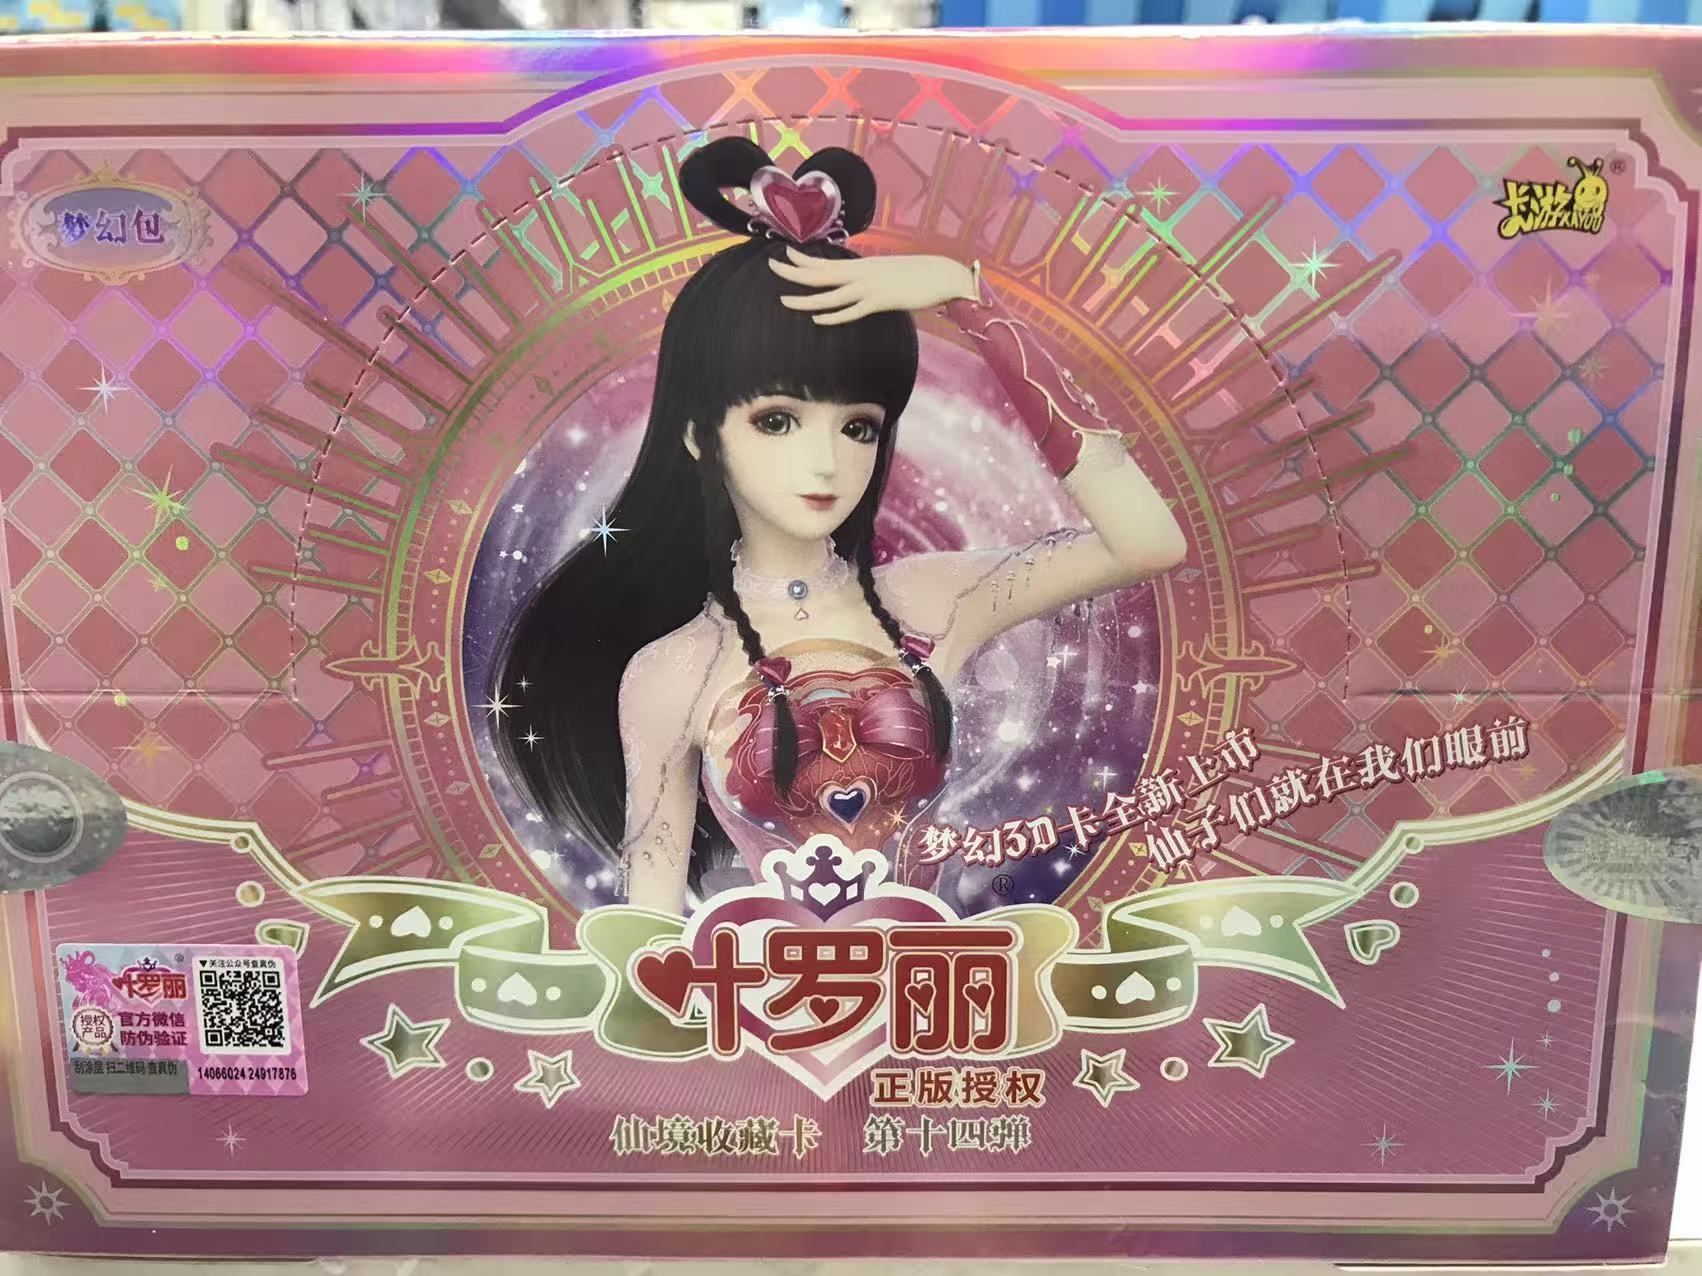 梦幻包
卡游
KAYOU
®
梦幻3D卡全新上市
仙子们就在我们眼前
®
叶罗丽
正版授权
仙境收藏卡 第十四弹
叶罗丽
®
授权
产品
官方微信
防伪验证
▼关注公众号查真伪
刮涂层 扫二维码 查真伪
14066024 24917876